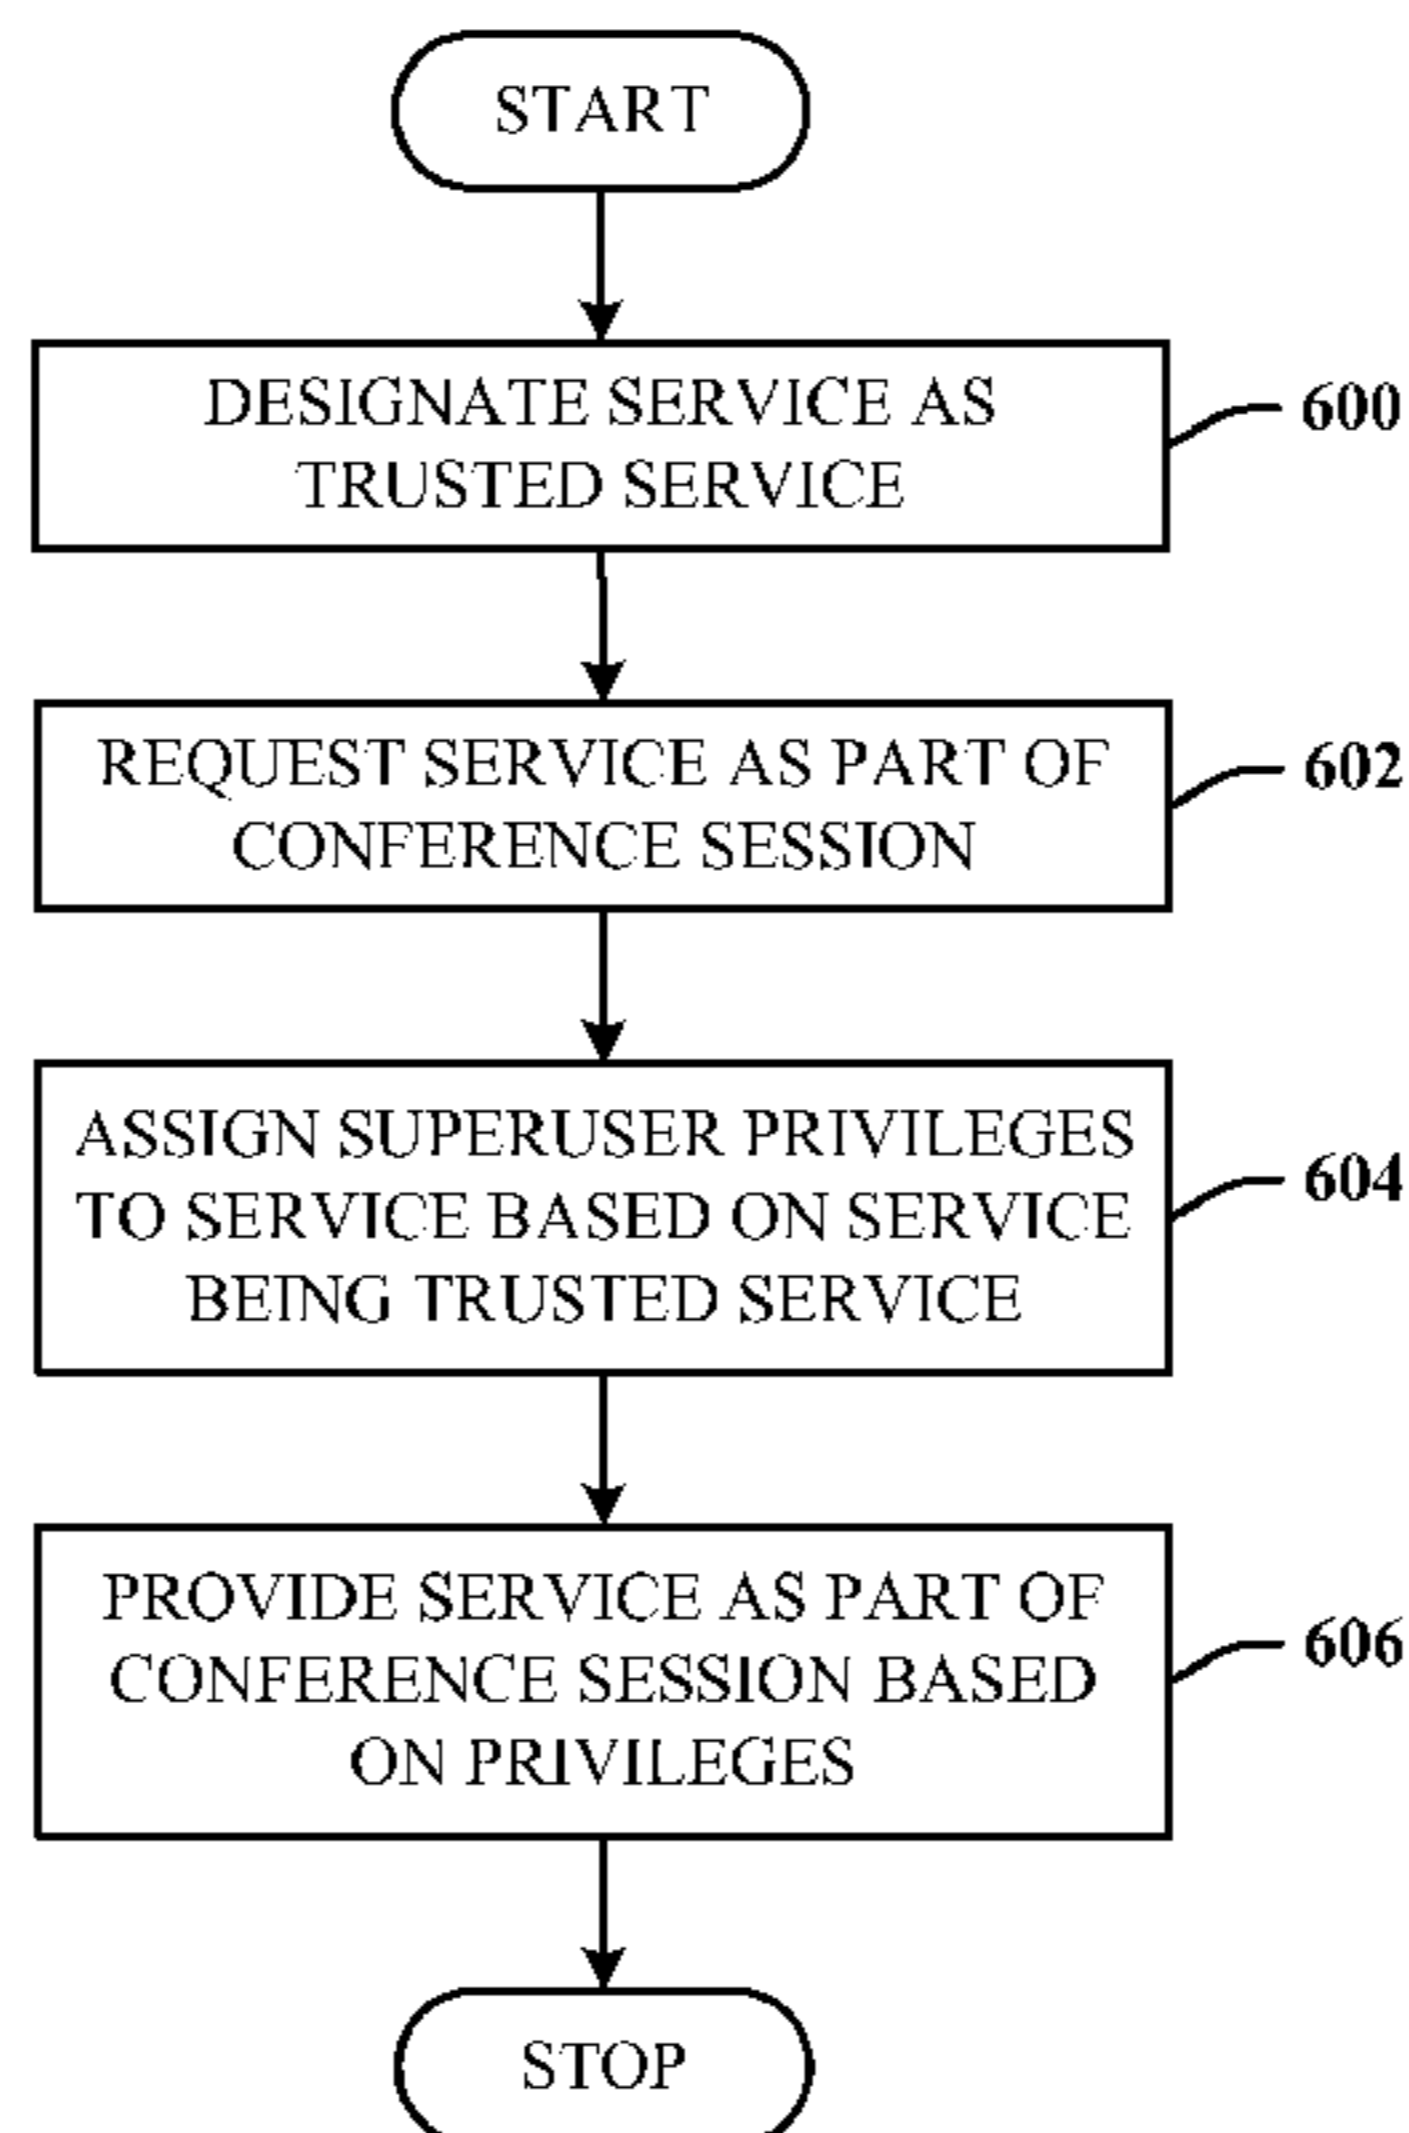 START
DESIGNATE SERVICE AS
TRUSTED SERVICE
600
REQUEST SERVICE AS PART OF
CONFERENCE SESSION
602
ASSIGN SUPERUSER PRIVILEGES
TO SERVICE BASED ON SERVICE
BEING TRUSTED SERVICE
604
PROVIDE SERVICE AS PART OF
CONFERENCE SESSION BASED
ON PRIVILEGES
606
STOP